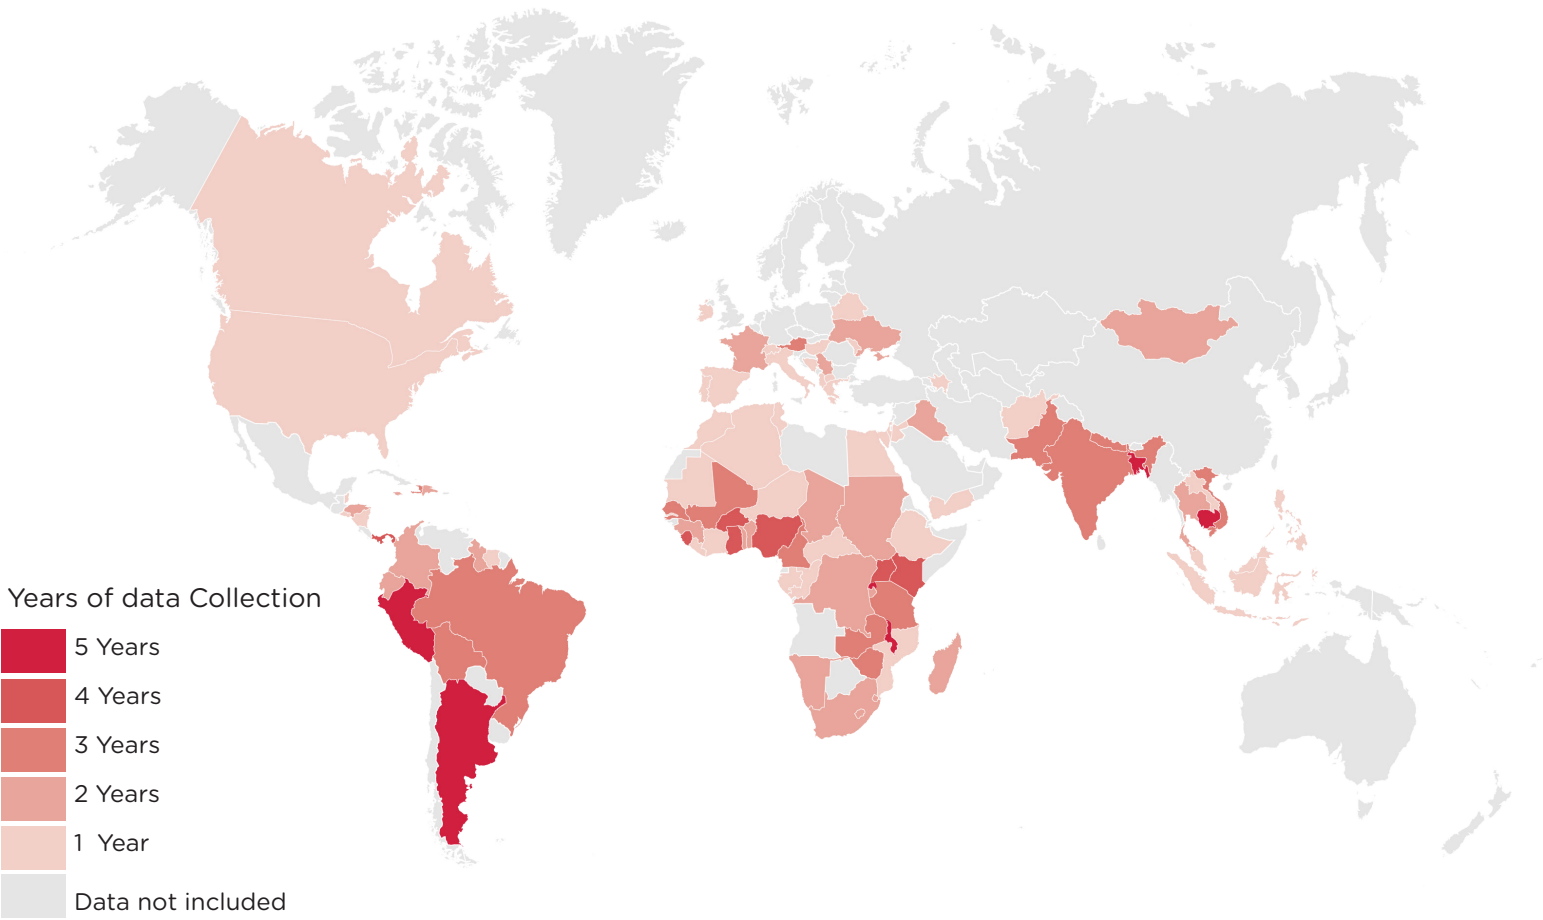 Years of data Collection
5 Years
4 Years
3 Years
2 Years
1 Year
Data not included